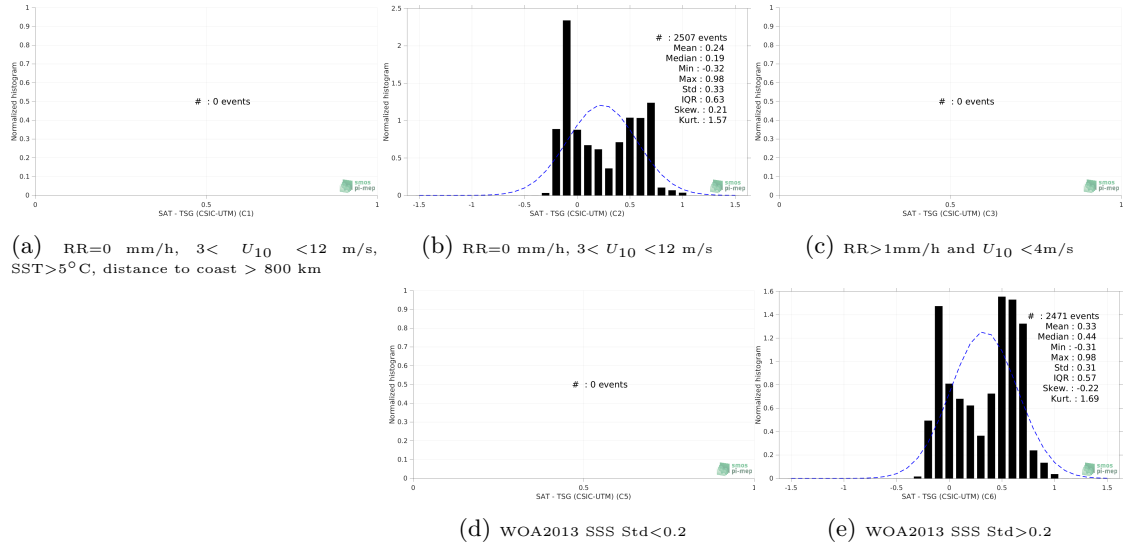 1
0.9
0.8
0.7
0.6
0.5
0.4
0.3
0.2
0.1
0
Normalized histogram
# : 0 events
smos
pi-mep
0 0.5 1
SAT - TSG (CSIC-UTM) (C1)
(a) RR=0 mm/h, 3< U10 <12 m/s,
SST>5°C, distance to coast > 800 km
2.5
2
1.5
1
0.5
0
Normalized histogram
# : 2507 events
Mean : 0.24
Median : 0.19
Min : -0.32
Max : 0.98
Std : 0.33
IQR : 0.63
Skew. : 0.21
Kurt. : 1.57
smos
pi-mep
-1.5 -1 -0.5 0 0.5 1 1.5
SAT - TSG (CSIC-UTM) (C2)
(b) RR=0 mm/h, 3< U10 <12 m/s
1
0.9
0.8
0.7
0.6
0.5
0.4
0.3
0.2
0.1
0
Normalized histogram
# : 0 events
smos
pi-mep
0 0.5 1
SAT - TSG (CSIC-UTM) (C3)
(c) RR>1mm/h and U10 <4m/s
1
0.9
0.8
0.7
0.6
0.5
0.4
0.3
0.2
0.1
0
Normalized histogram
# : 0 events
smos
pi-mep
0 0.5 1
SAT - TSG (CSIC-UTM) (C5)
(d) WOA2013 SSS Std<0.2
1.6
1.4
1.2
1
0.8
0.6
0.4
0.2
0
Normalized histogram
# : 2471 events
Mean : 0.33
Median : 0.44
Min : -0.31
Max : 0.98
Std : 0.31
IQR : 0.57
Skew. : -0.22
Kurt. : 1.69
smos
pi-mep
-1.5 -1 -0.5 0 0.5 1 1.5
SAT - TSG (CSIC-UTM) (C6)
(e) WOA2013 SSS Std>0.2